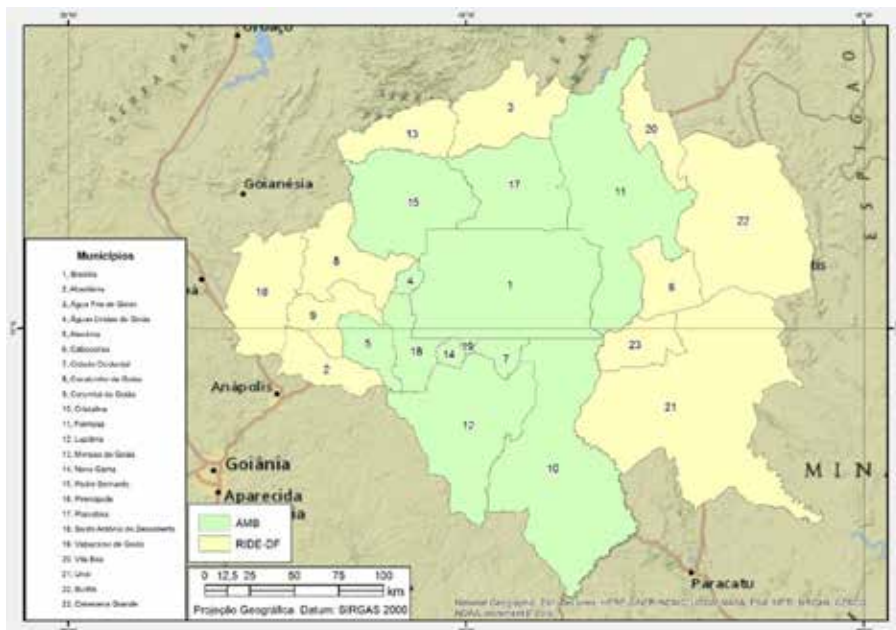 SERRA
E S P I G A O
Goianésia
13
3
20
15
17
11
22
8
4
1
6
16
9
5
18
14
19
7
23
2
21
12
10
Anápolis
Goiânia
Aparecida
M I N
Paracatu
Municípios
1, Brasília
2, Abadiânia
3, Água Fria de Goiás
4, Águas Lindas de Goiás
5, Alexânia
6, Cabeceiras
7, Cidade Ocidental
8, Cocalzinho de Goiás
9, Corumbá de Goiás
10, Cristalina
11, Formosa
12, Luziânia
13, Mimoso de Goiás
14, Novo Gama
15, Padre Bernardo
16, Pirenópolis
17, Planaltina
18, Santo Antônio do Descoberto
19, Valparaíso de Goiás
20, Vila Boa
21, Unaí
22, Buritis
23, Cabeceira Grande
AMB
RIDE-DF
0 12,5 25 50 75 100
km
Projeção Geográfica Datum: SIRGAS 2000